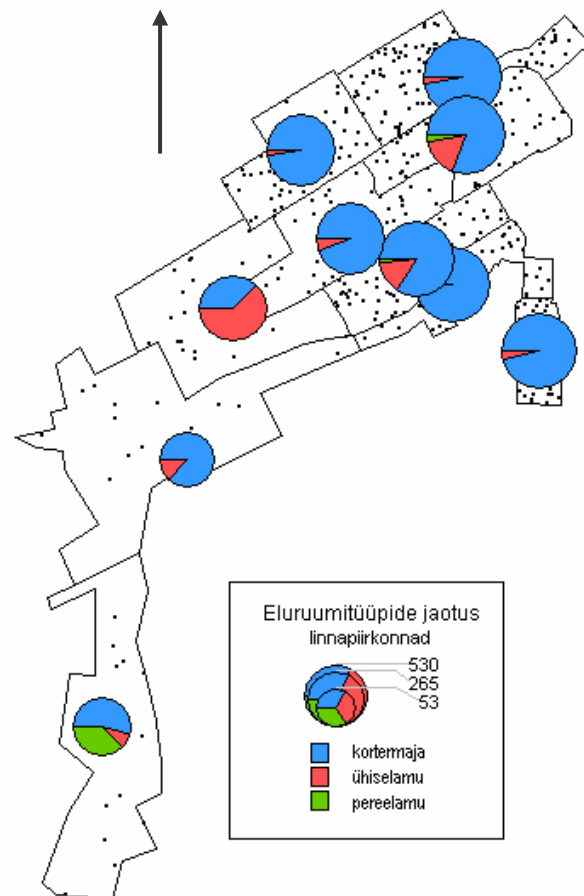 Eluruumitüüpide jaotus
linnapiirkonnad
530
265
53
kortermaja
ühiselamu
pereelamu